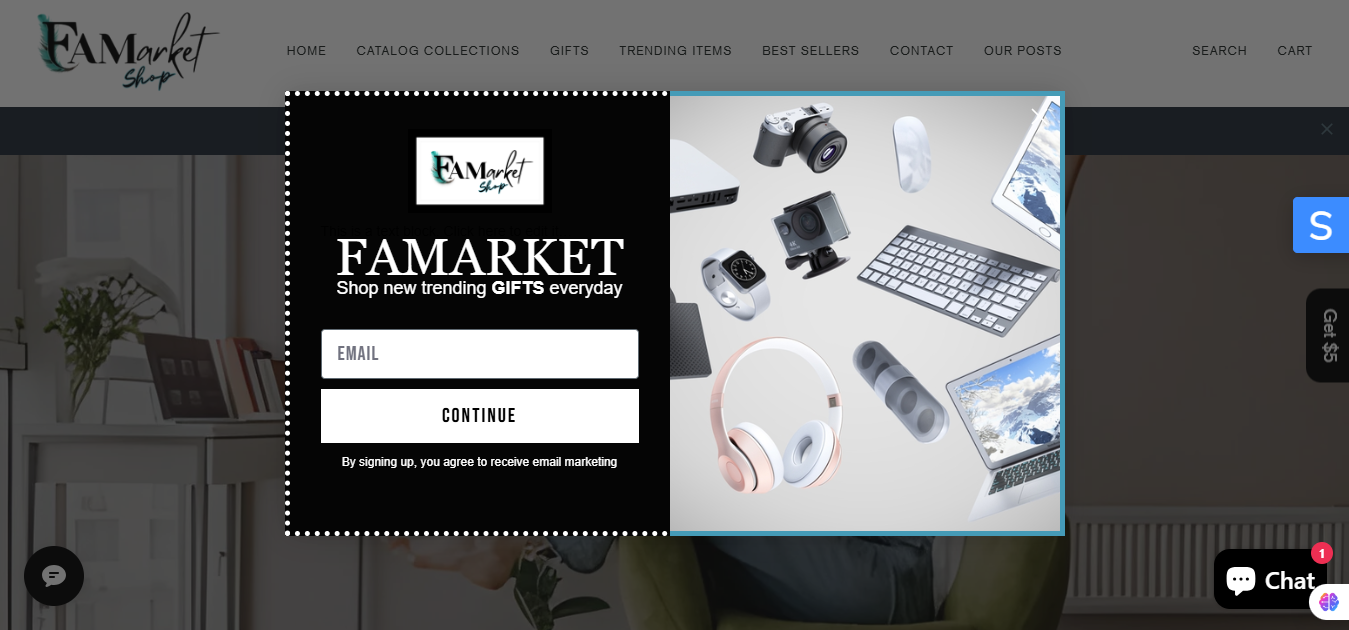 FAMarket
Shop
HOME
CATALOG COLLECTIONS
GIFTS
TRENDING ITEMS
BEST SELLERS
CONTACT
OUR POSTS
SEARCH
CART
FAMarket
Shop
FAMARKET
Shop new trending GIFTS everyday
EMAIL
CONTINUE
By signing up, you agree to receive email marketing
S
Get $5
1
Chat